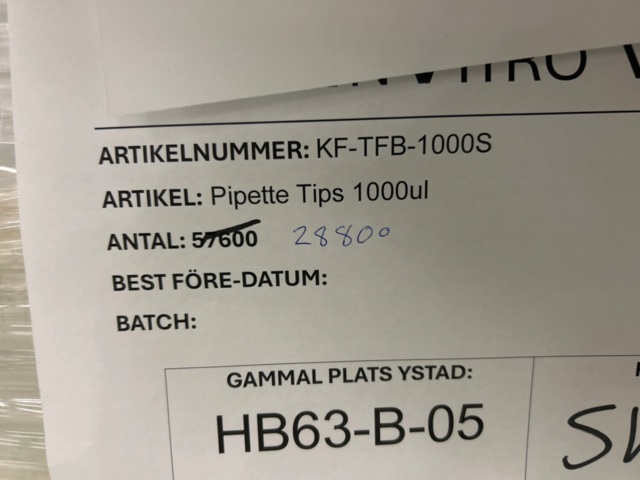 ARTIKELNUMMER: KF-TFB-1000S
ARTIKEL: Pipette Tips 1000ul
ANTAL: 57600 28800
BEST FÖRE-DATUM:
BATCH:
GAMMAL PLATS YSTAD:
HB63-B-05